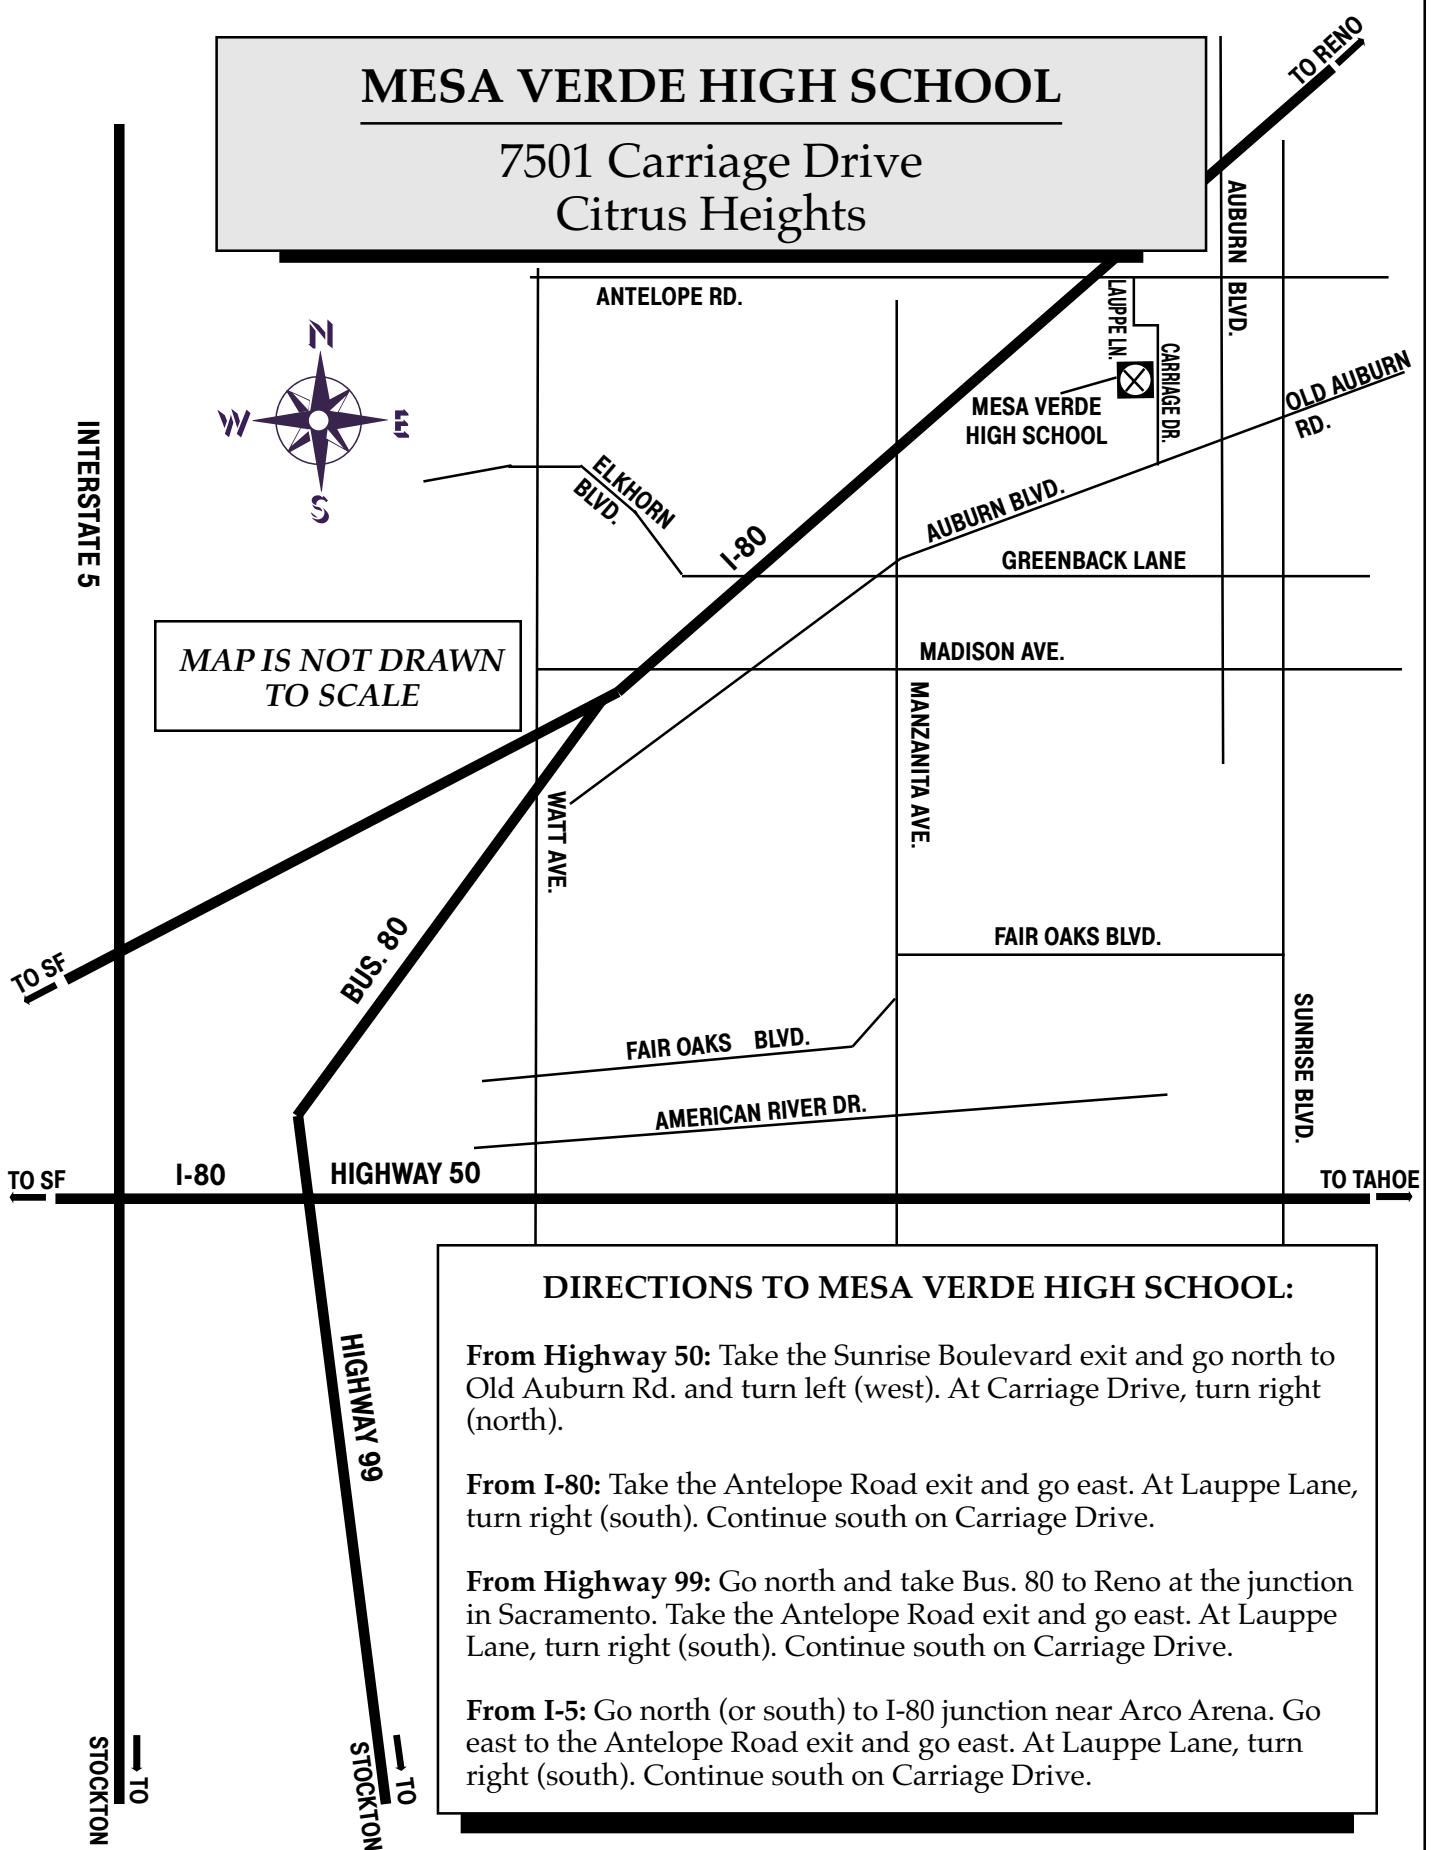 MESA VERDE HIGH SCHOOL
7501 Carriage Drive
Citrus Heights
TO RENO
AUBURN BLVD.
ANTELOPE RD.
LAUPPE LN.
CARRIAGE DR.
N
W
E
S
MESA VERDE
HIGH SCHOOL
OLD AUBURN
RD.
INTERSTATE 5
ELKHORN
BLVD.
I-80
AUBURN BLVD.
GREENBACK LANE
MAP IS NOT DRAWN
TO SCALE
MADISON AVE.
MANZANITA AVE.
WATT AVE.
BUS. 80
FAIR OAKS BLVD.
TO SF
SUNRISE BLVD.
FAIR OAKS BLVD.
AMERICAN RIVER DR.
TO SF
I-80
HIGHWAY 50
TO TAHOE
HIGHWAY 99
DIRECTIONS TO MESA VERDE HIGH SCHOOL:
From Highway 50: Take the Sunrise Boulevard exit and go north to
Old Auburn Rd. and turn left (west). At Carriage Drive, turn right
(north).
From I-80: Take the Antelope Road exit and go east. At Lauppe Lane,
turn right (south). Continue south on Carriage Drive.
From Highway 99: Go north and take Bus. 80 to Reno at the junction
in Sacramento. Take the Antelope Road exit and go east. At Lauppe
Lane, turn right (south). Continue south on Carriage Drive.
From I-5: Go north (or south) to I-80 junction near Arco Arena. Go
east to the Antelope Road exit and go east. At Lauppe Lane, turn
right (south). Continue south on Carriage Drive.
TO
STOCKTON
TO
STOCKTON